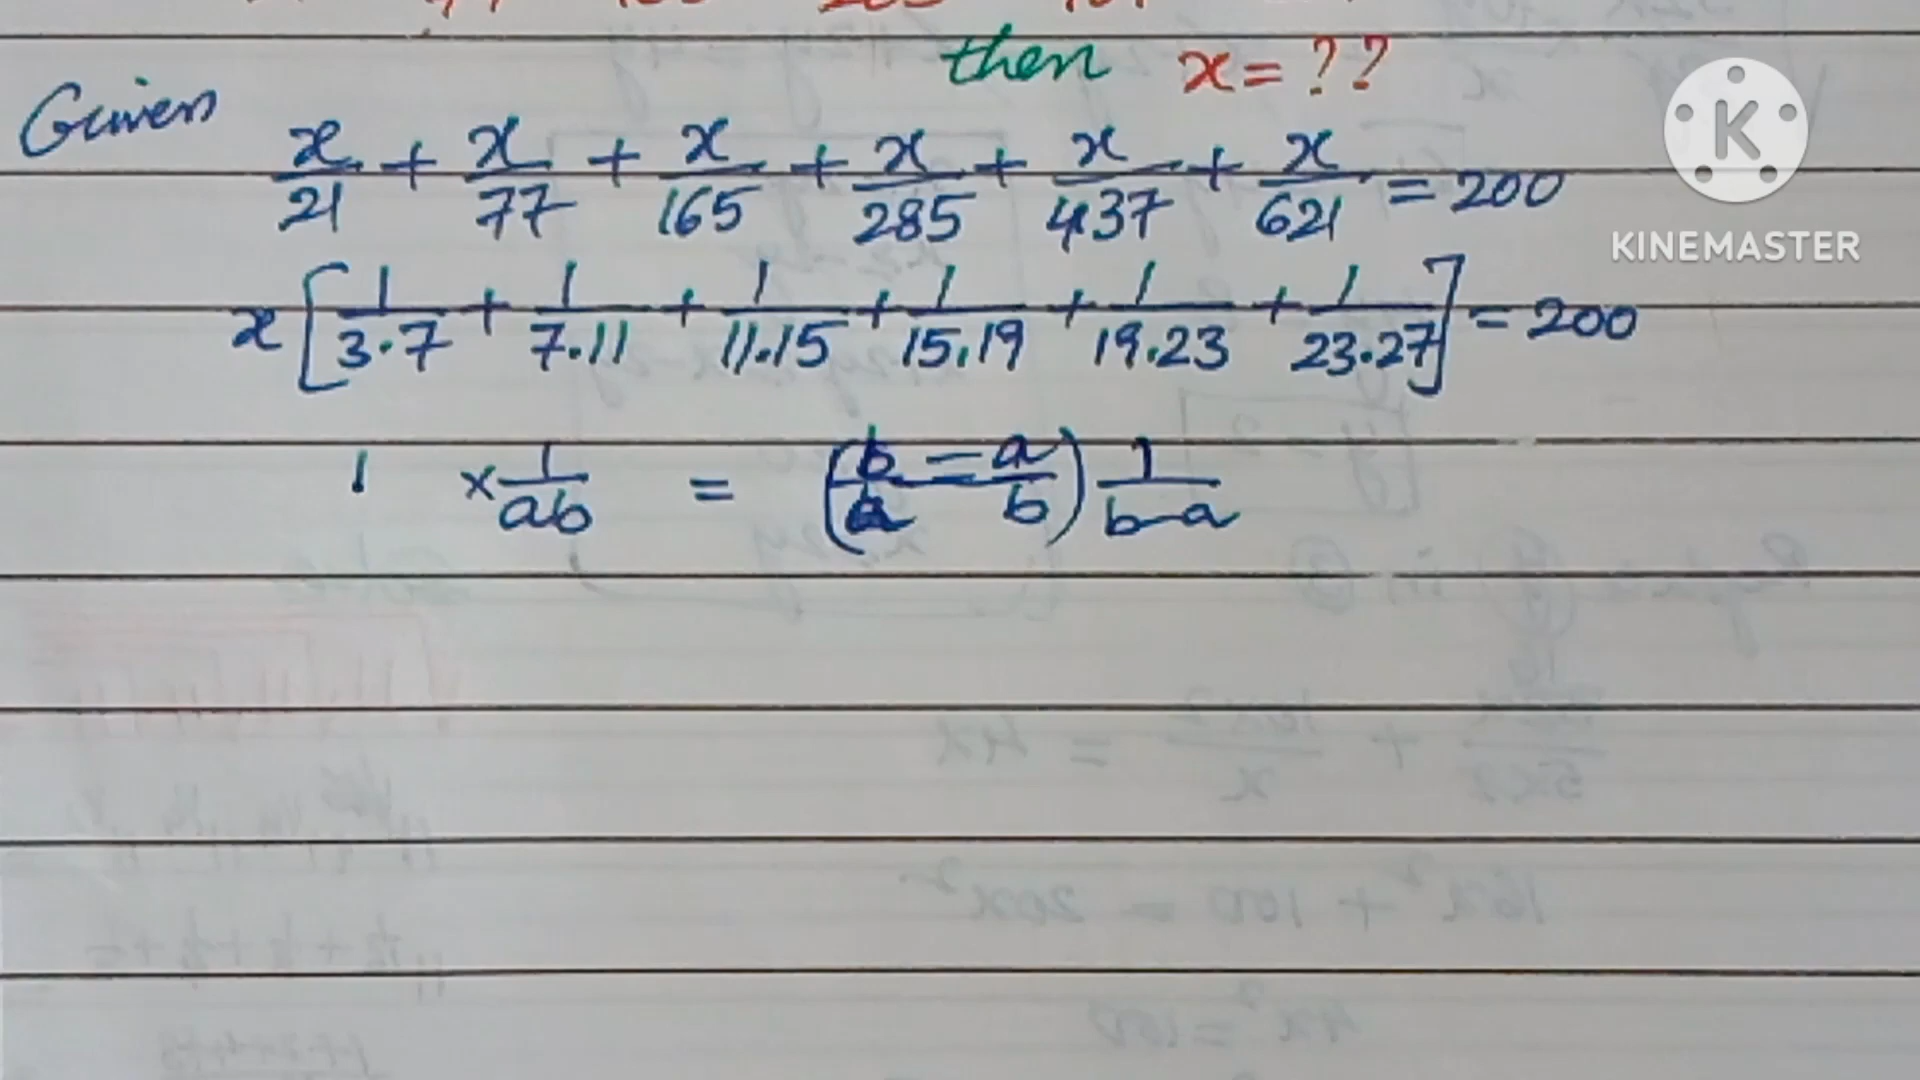 then x = ??
Given
x/21 + x/77 + x/165 + x/285 + x/437 + x/621 = 200
x[1/3.7 + 1/7.11 + 1/11.15 + 1/15.19 + 1/19.23 + 1/23.27] = 200
1 × 1/ab = (b/a - a/b) 1/b-a
K
KINEMASTER